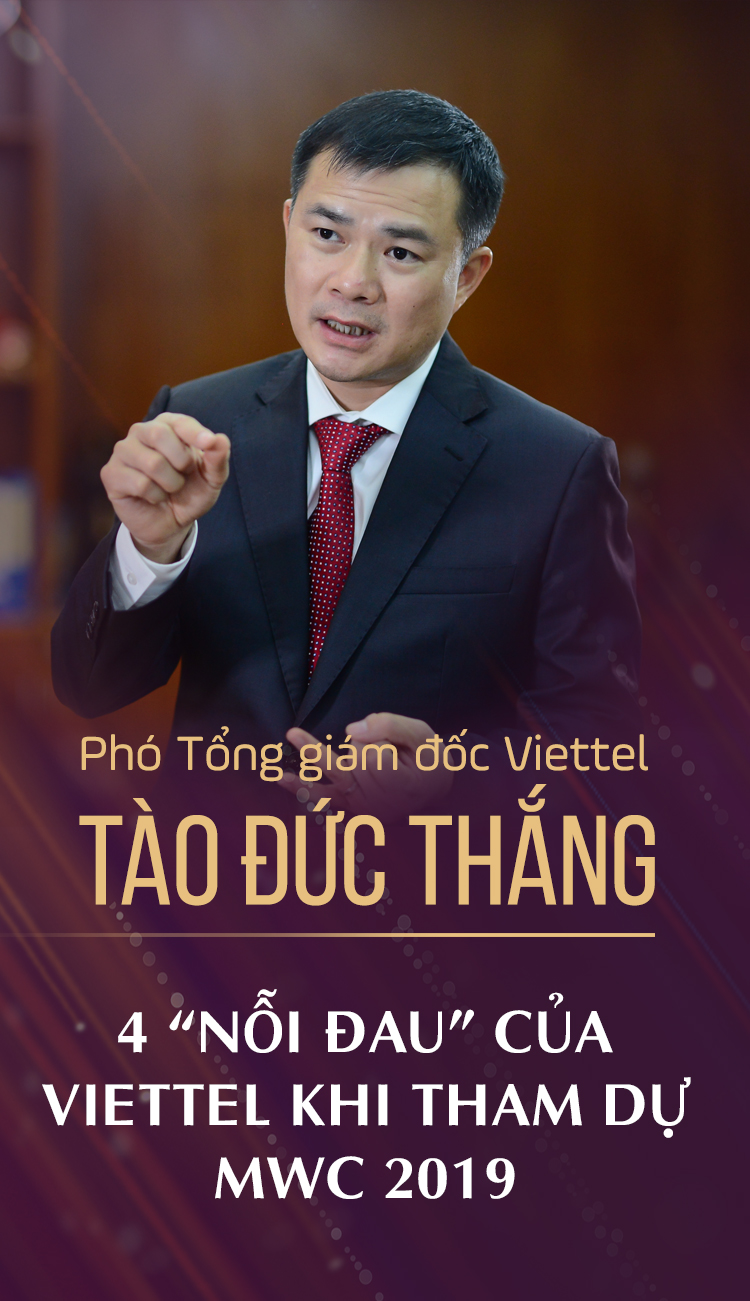 Phó Tổng giám đốc Viettel
TÀO ĐỨC THẮNG
4 “NỖI ĐAU” CỦA
VIETTEL KHI THAM DỰ
MWC 2019